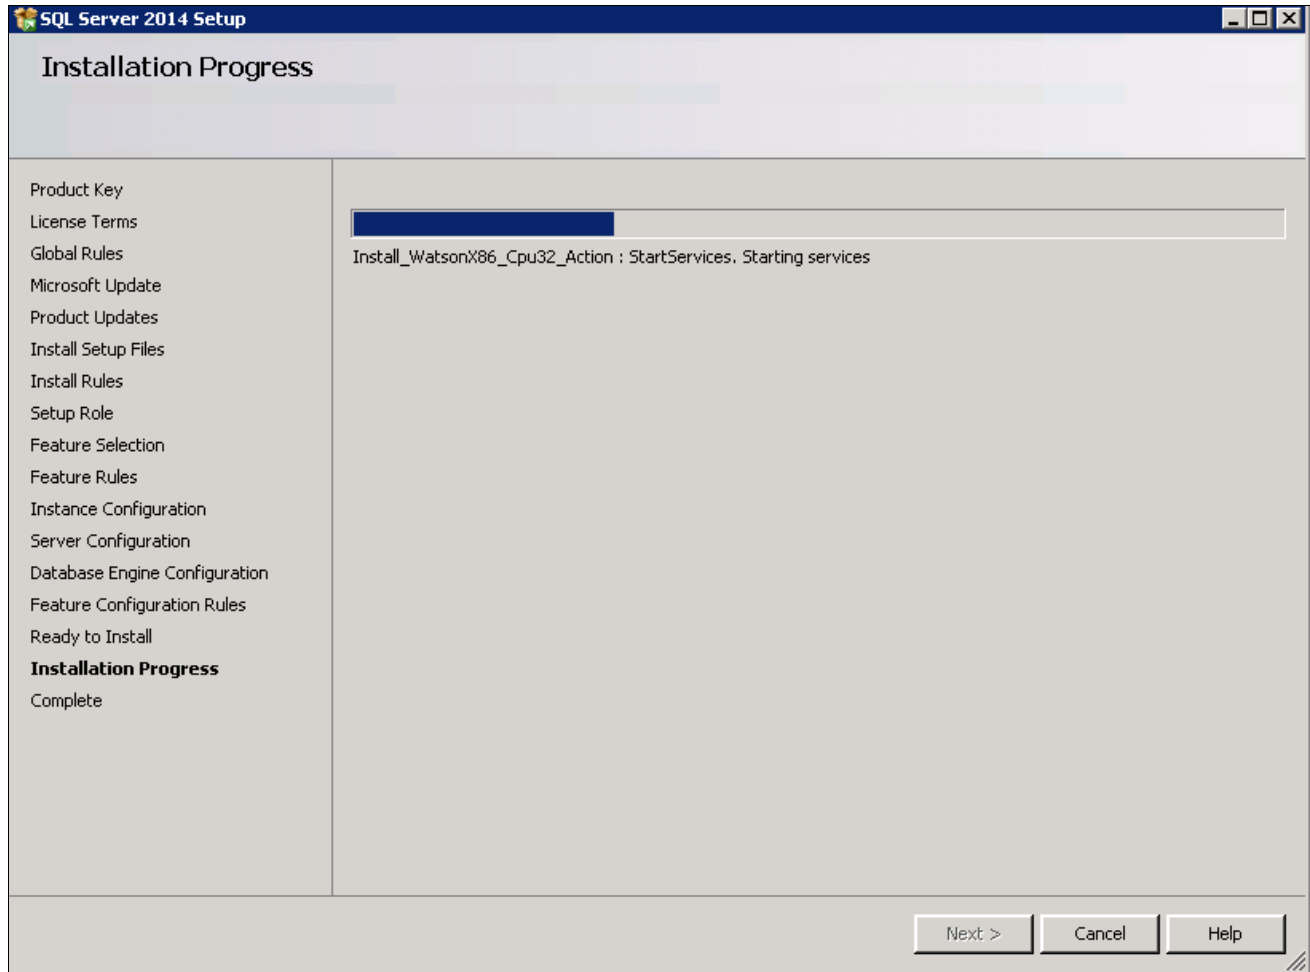 SQL Server 2014 Setup
Installation Progress
Product Key
License Terms
Global Rules
Microsoft Update
Product Updates
Install Setup Files
Install Rules
Setup Role
Feature Selection
Feature Rules
Instance Configuration
Server Configuration
Database Engine Configuration
Feature Configuration Rules
Ready to Install
Installation Progress
Complete
Install_WatsonX86_Cpu32_Action : StartServices. Starting services
Next >
Cancel
Help